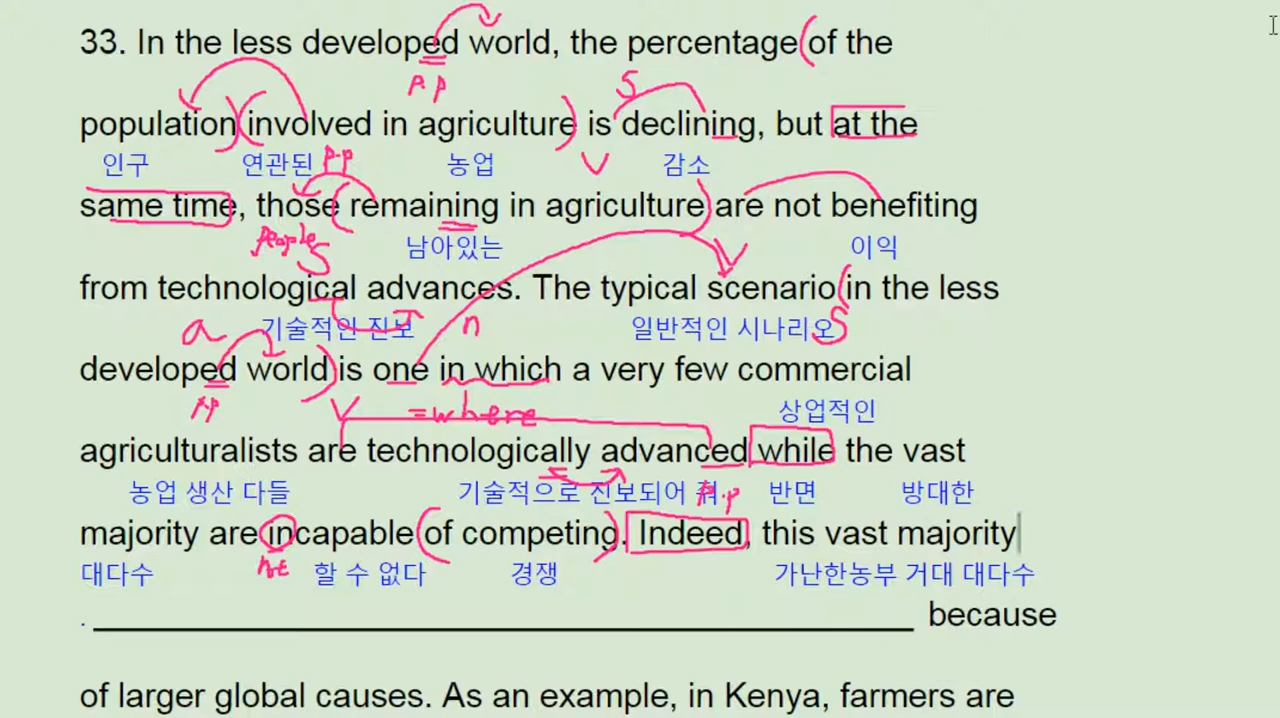 33. In the less developed world, the percentage (of the
p.p
S
population) (involved in agriculture) is declining, but at the
인구 연관된 p.p 농업 V 감소
same time, those (remaining in agriculture) are not benefiting
people S 남아있는 V 이익
from technological advances. The typical scenario (in the less
a 기술적인 진보 n 일반적인 시나리오 S
developed world) is one in which a very few commercial
p.p V =where 상업적인
agriculturalists are technologically advanced while the vast
농업 생산 다들 기술적으로 진보되어 p.p 반면 방대한
majority are incapable (of competing). Indeed, this vast majority
대다수 not 할 수 없다 경쟁 가난한농부 거대 대다수
. ____________________ because
of larger global causes. As an example, in Kenya, farmers are